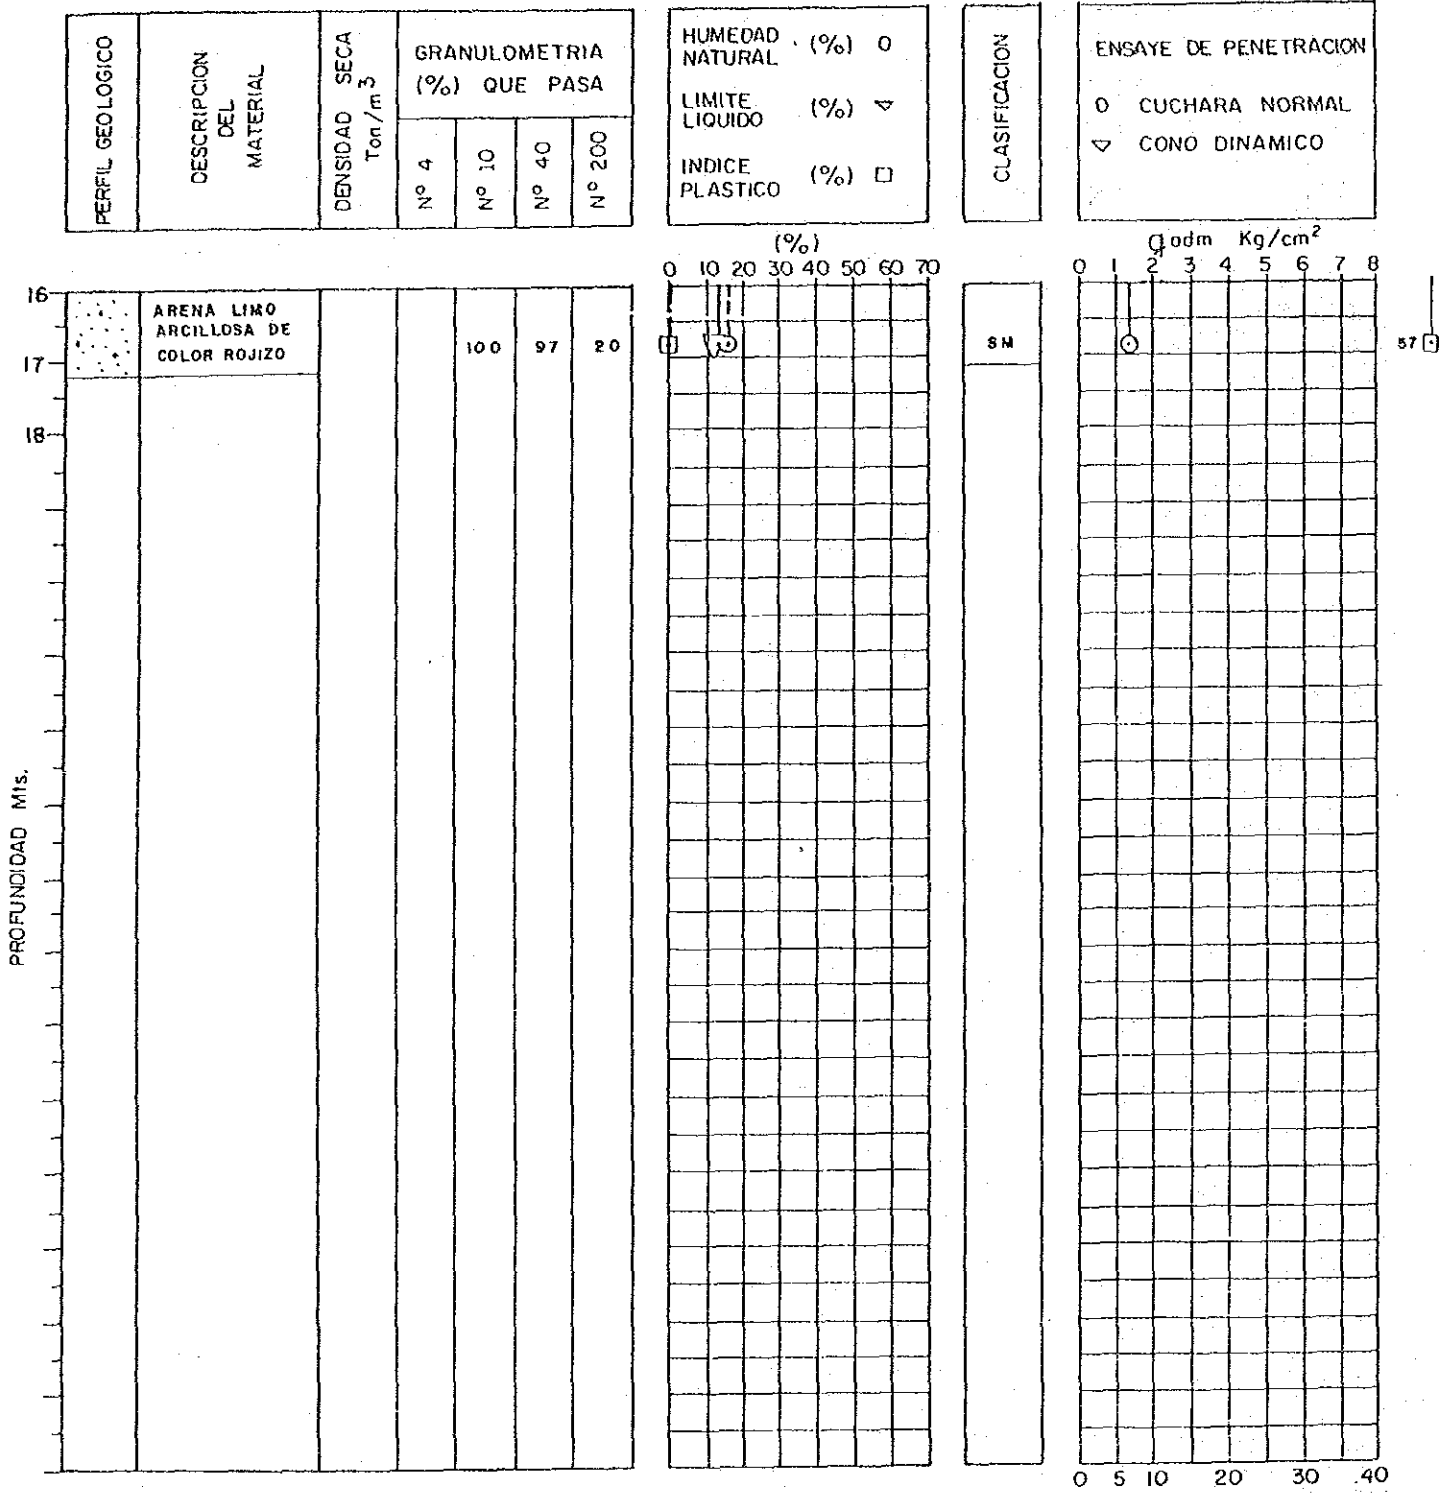 PERFIL GEOLOGICO
DESCRIPCION
DEL
MATERIAL
DENSIDAD SECA
Ton/m³
GRANULOMETRIA
(%) QUE PASA
Nº 4
Nº 10
Nº 40
Nº 200
HUMEDAD
NATURAL (%) O
LIMITE
LIQUIDO (%) ▽
INDICE
PLASTICO (%) □
CLASIFICACION
ENSAYE DE PENETRACION
O CUCHARA NORMAL
▽ CONO DINAMICO
(%)
0 10 20 30 40 50 60 70
qadm Kg/cm²
0 1 2 3 4 5 6 7 8
16
17
18
PROFUNDIDAD Mts.
ARENA LIMO
ARCILLOSA DE
COLOR ROJIZO
100 97 20
SM
57
0 5 10 20 30 40